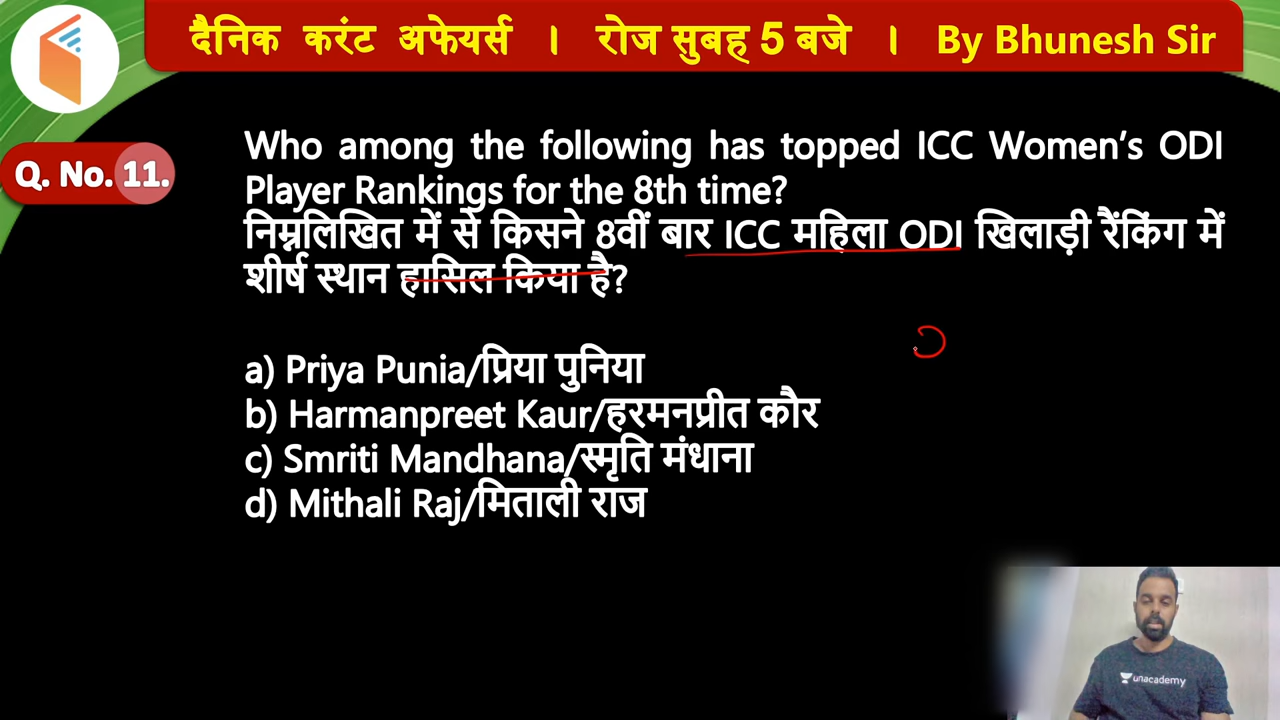 दैनिक करंट अफेयर्स । रोज सुबह 5 बजे । By Bhunesh Sir
Q. No. 11.
Who among the following has topped ICC Women’s ODI
Player Rankings for the 8th time?
निम्नलिखित में से किसने 8वीं बार ICC महिला ODI खिलाड़ी रैंकिंग में
शीर्ष स्थान हासिल किया है?
a) Priya Punia/प्रिया पुनिया
b) Harmanpreet Kaur/हरमनप्रीत कौर
c) Smriti Mandhana/स्मृति मंधाना
d) Mithali Raj/मिताली राज
unacademy